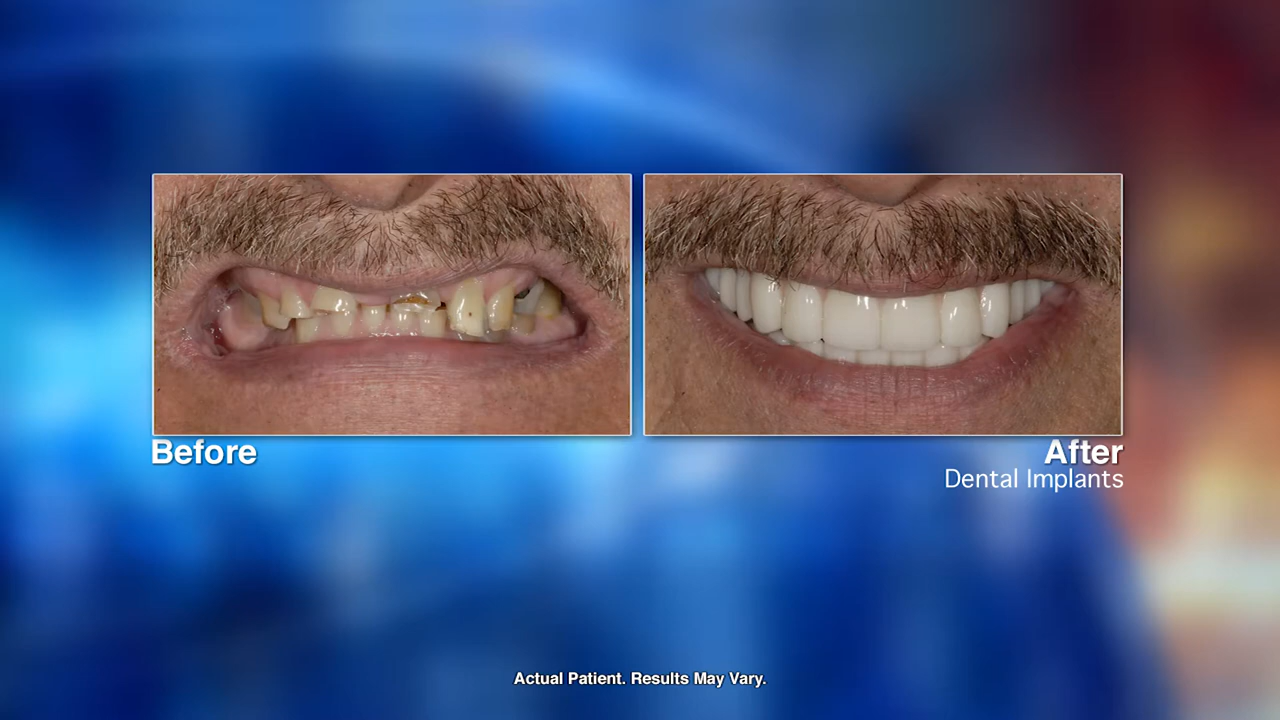 Before
After
Dental Implants
Actual Patient. Results May Vary.